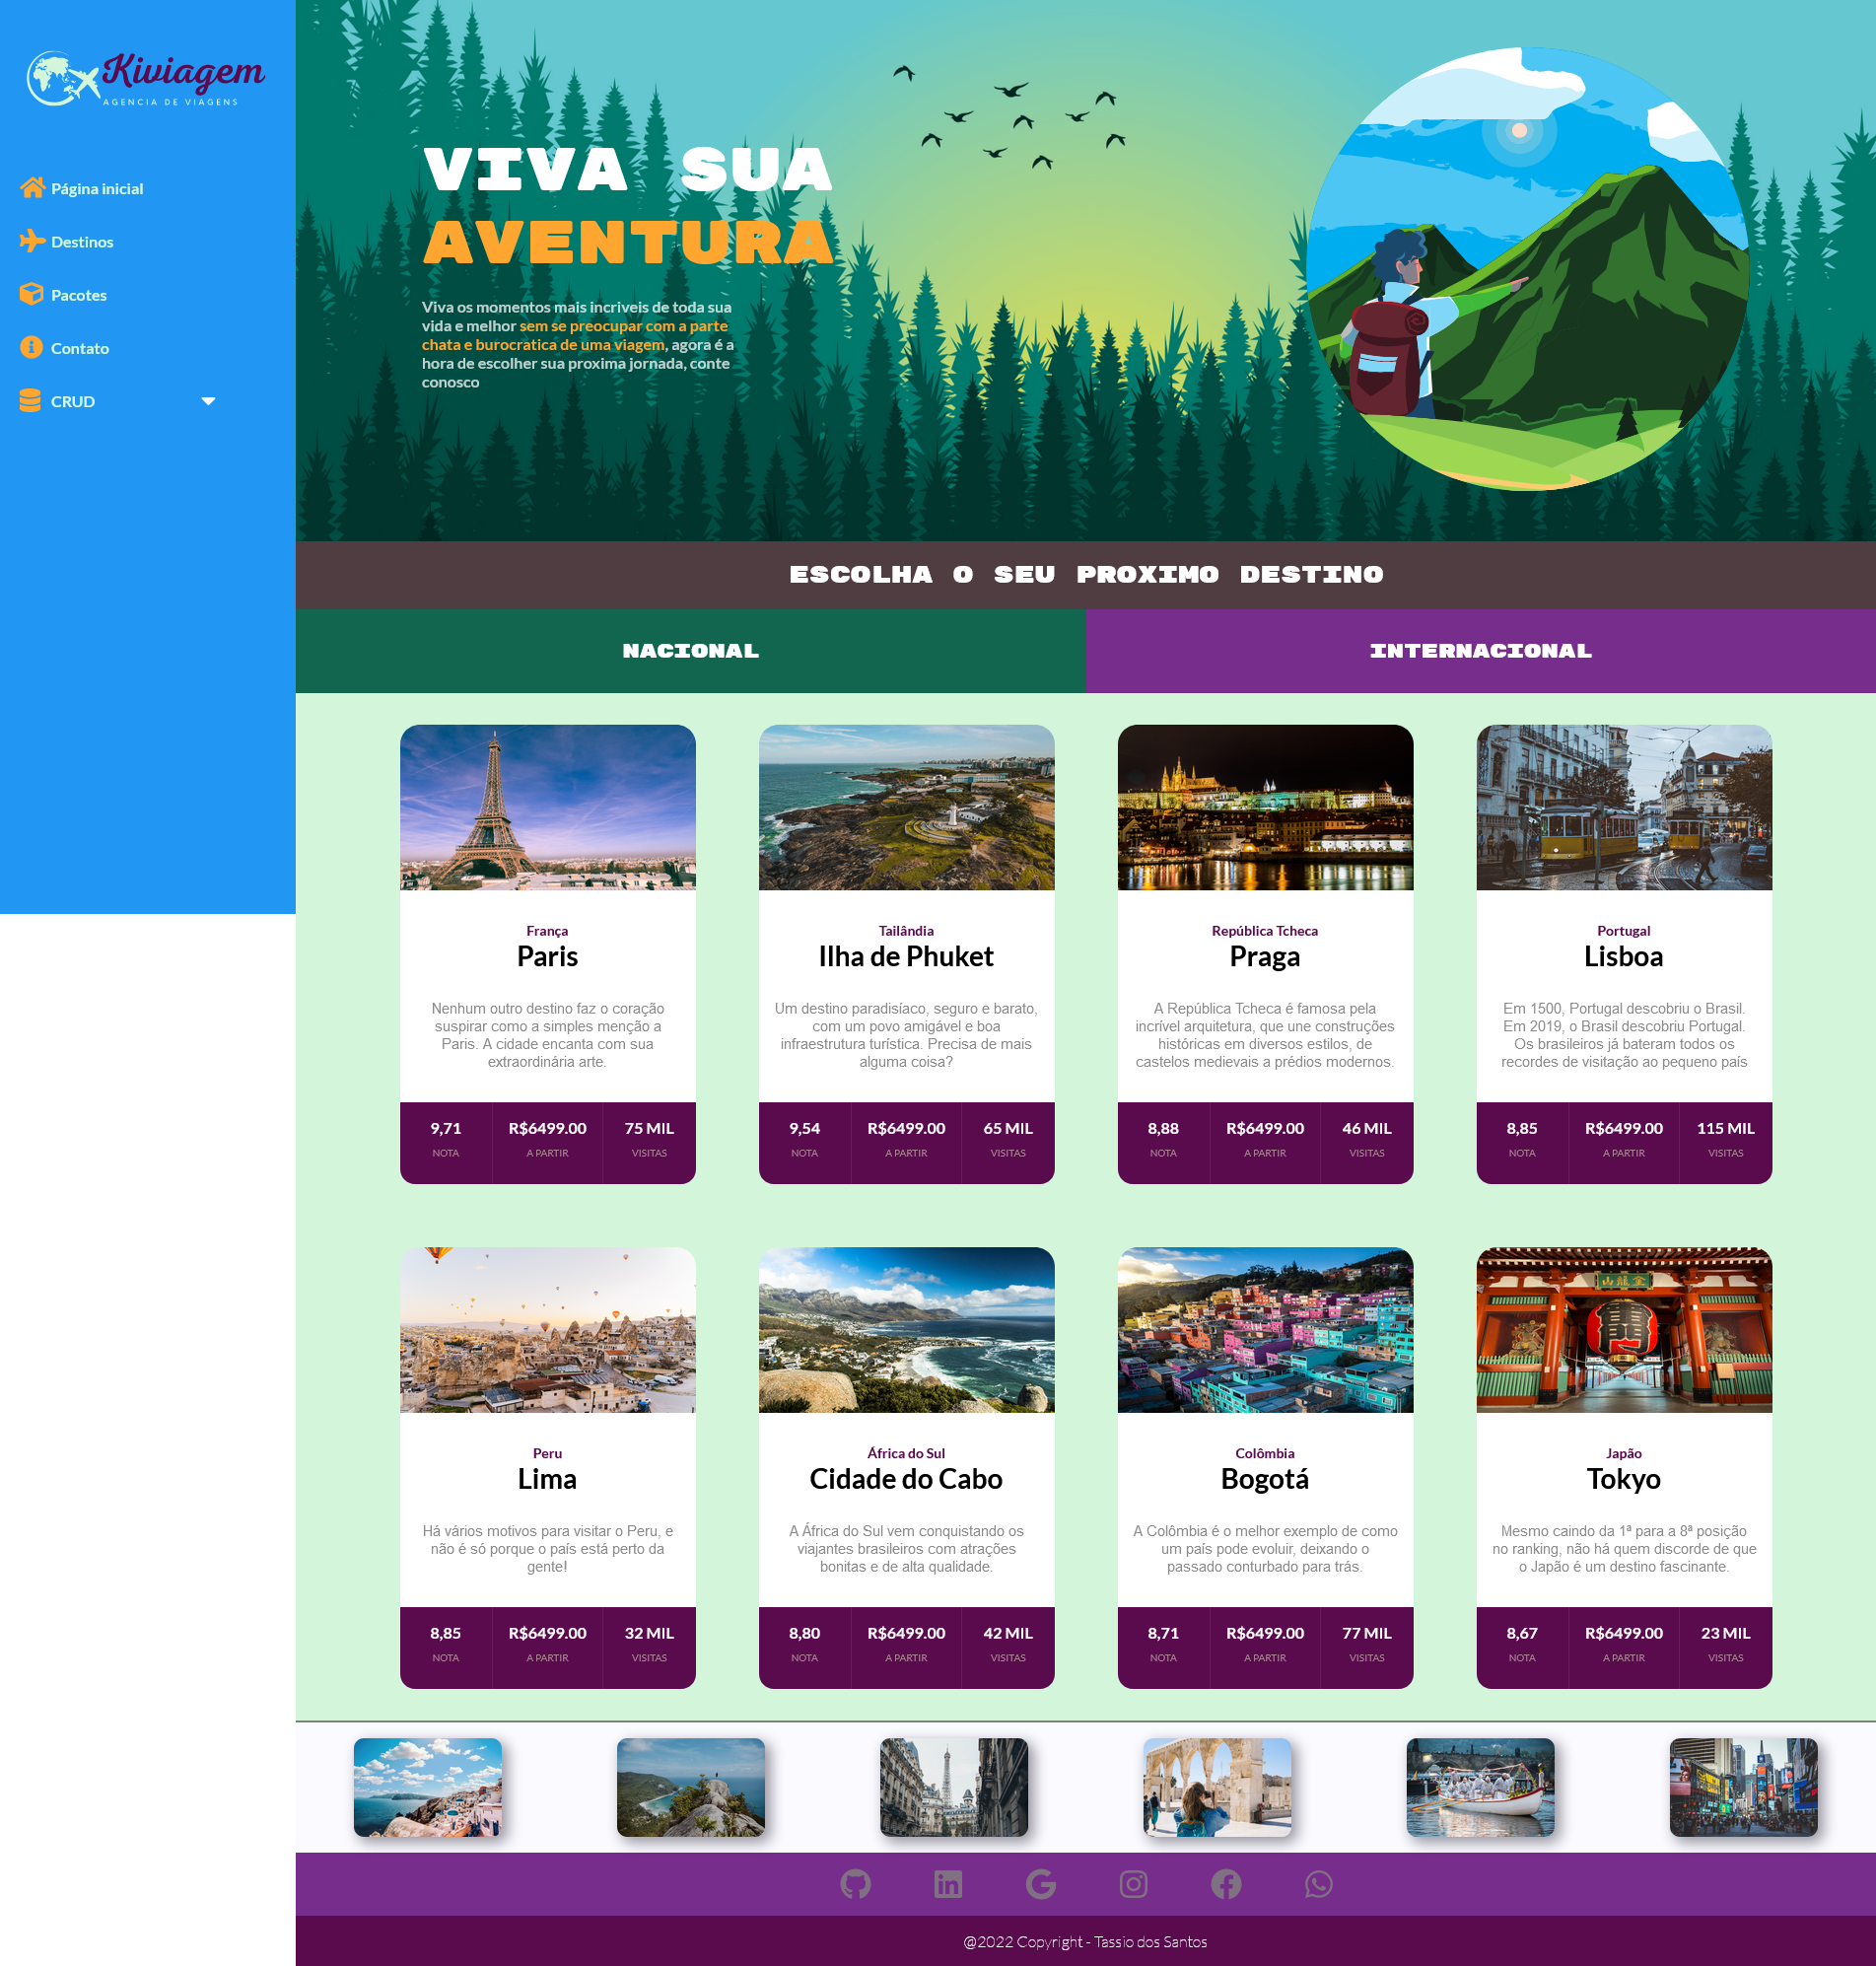 Kiviagem
AGENCIA DE VIAGENS
Página inicial
Destinos
Pacotes
Contato
CRUD
VIVA SUA
AVENTURA
Viva os momentos mais incriveis de toda sua
vida e melhor sem se preocupar com a parte
chata e burocratica de uma viagem, agora é a
hora de escolher sua proxima jornada, conte
conosco
ESCOLHA O SEU PROXIMO DESTINO
NACIONAL
INTERNACIONAL
França
Paris
Nenhum outro destino faz o coração
suspirar como a simples menção a
Paris. A cidade encanta com sua
extraordinária arte.
9,71 R$6499.00 75 MIL
NOTA A PARTIR VISITAS
Tailândia
Ilha de Phuket
Um destino paradisíaco, seguro e barato,
com um povo amigável e boa
infraestrutura turística. Precisa de mais
alguma coisa?
9,54 R$6499.00 65 MIL
NOTA A PARTIR VISITAS
República Tcheca
Praga
A República Tcheca é famosa pela
incrível arquitetura, que une construções
históricas em diversos estilos, de
castelos medievais a prédios modernos.
8,88 R$6499.00 46 MIL
NOTA A PARTIR VISITAS
Portugal
Lisboa
Em 1500, Portugal descobriu o Brasil.
Em 2019, o Brasil descobriu Portugal.
Os brasileiros já bateram todos os
recordes de visitação ao pequeno país
8,85 R$6499.00 115 MIL
NOTA A PARTIR VISITAS
Peru
Lima
Há vários motivos para visitar o Peru, e
não é só porque o país está perto da
gente!
8,85 R$6499.00 32 MIL
NOTA A PARTIR VISITAS
África do Sul
Cidade do Cabo
A África do Sul vem conquistando os
viajantes brasileiros com atrações
bonitas e de alta qualidade.
8,80 R$6499.00 42 MIL
NOTA A PARTIR VISITAS
Colômbia
Bogotá
A Colômbia é o melhor exemplo de como
um país pode evoluir, deixando o
passado conturbado para trás.
8,71 R$6499.00 77 MIL
NOTA A PARTIR VISITAS
山龍金
Japão
Tokyo
Mesmo caindo da 1ª para a 8ª posição
no ranking, não há quem discorde de que
o Japão é um destino fascinante.
8,67 R$6499.00 23 MIL
NOTA A PARTIR VISITAS
@2022 Copyright - Tassio dos Santos